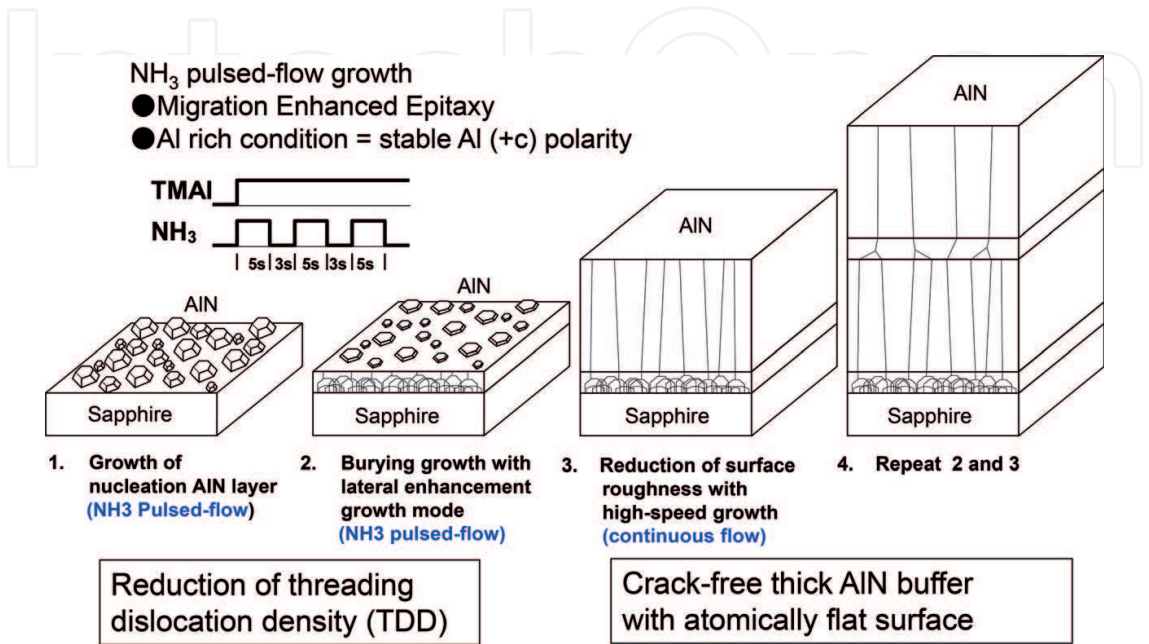 IntechOpen
NH3 pulsed-flow growth
●Migration Enhanced Epitaxy
●Al rich condition = stable Al (+c) polarity
TMAl
NH3
5s 3s 5s 3s 5s
AlN
Sapphire
1. Growth of
nucleation AlN layer
(NH3 Pulsed-flow)
AlN
Sapphire
2. Burying growth with
lateral enhancement
growth mode
(NH3 pulsed-flow)
AlN
Sapphire
3. Reduction of surface
roughness with
high-speed growth
(continuous flow)
AlN
Sapphire
4. Repeat 2 and 3
Reduction of threading
dislocation density (TDD)
Crack-free thick AlN buffer
with atomically flat surface